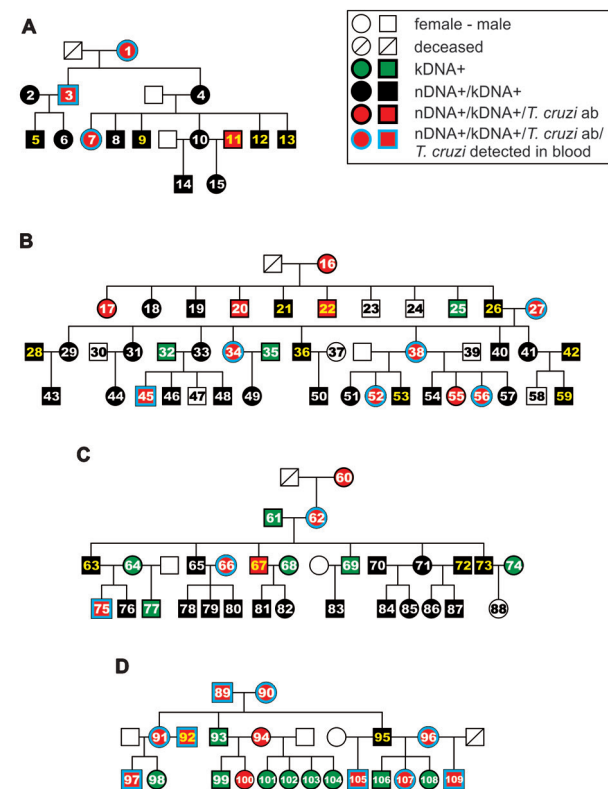 A
female - male
deceased
kDNA+
nDNA+/kDNA+
nDNA+/kDNA+/T. cruzi ab
nDNA+/kDNA+/T. cruzi ab/
T. cruzi detected in blood
1
2 3 4
5 6 7 8 9 10 11 12 13
14 15
B
16
17 18 19 20 21 22 23 24 25 26 27
28 29 30 31 32 33 34 35 36 37 38 39 40 41 42
43 44 45 46 47 48 49 50 51 52 53 54 55 56 57 58 59
C
60
61 62
63 64 65 66 67 68 69 70 71 72 73 74
75 76 77 78 79 80 81 82 83 84 85 86 87 88
D
89 90
91 92 93 94 95 96
97 98 99 100 101 102 103 104 105 106 107 108 109